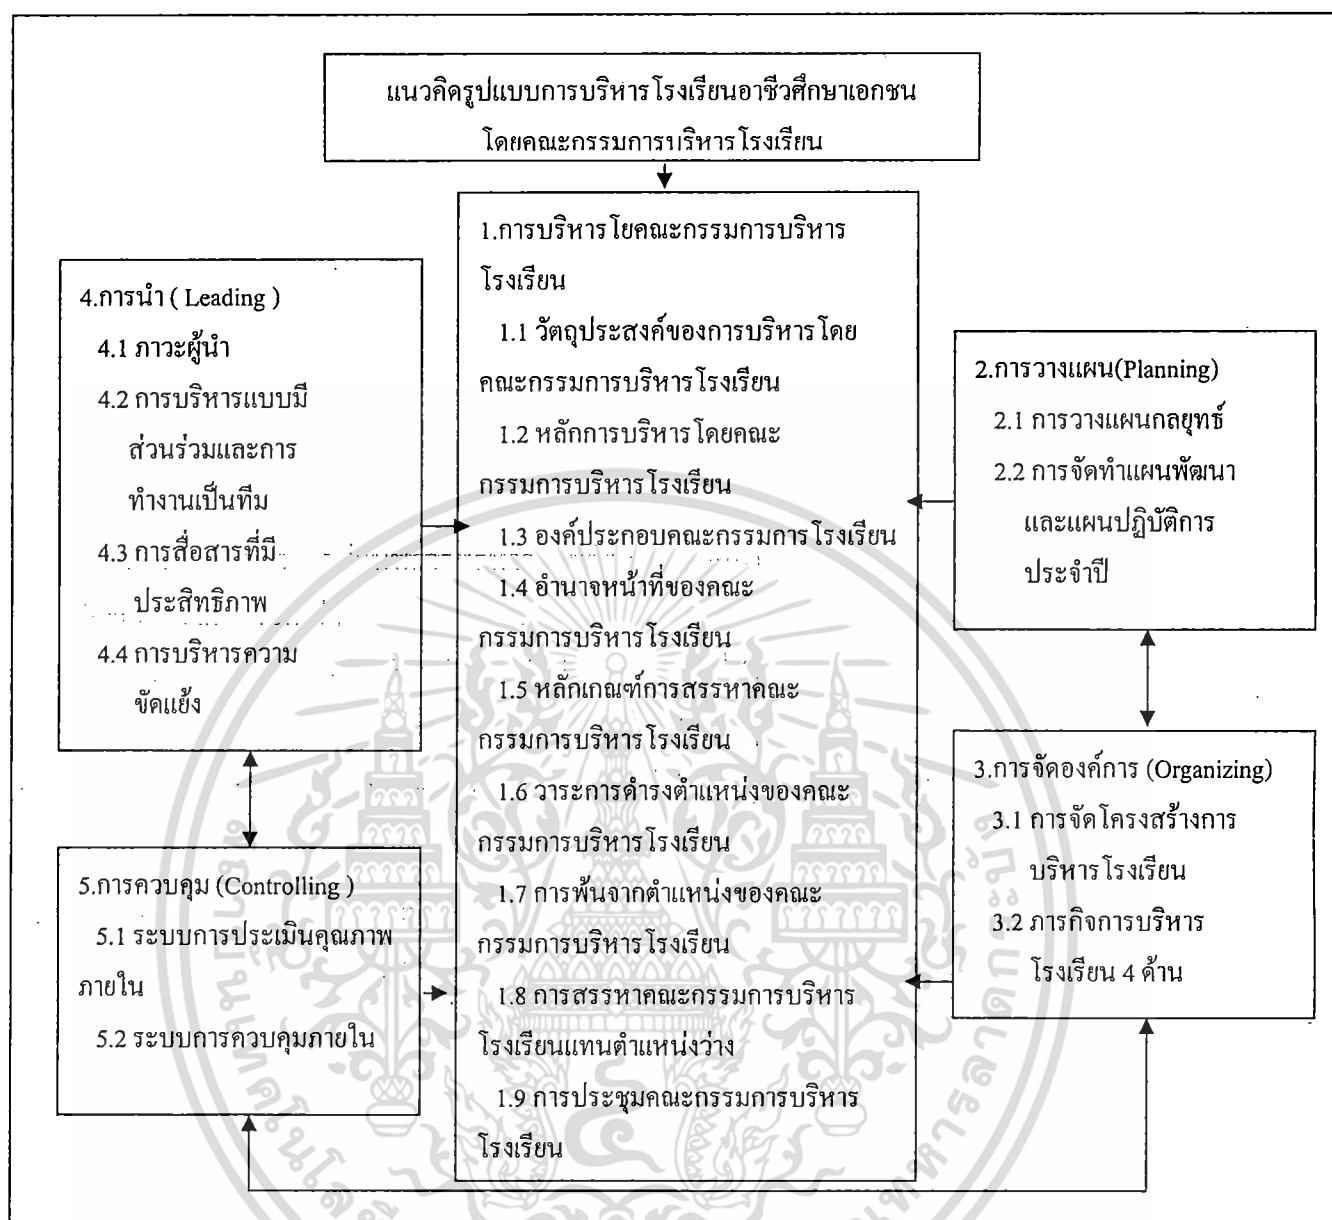 แนวคิดรูปแบบการบริหารโรงเรียนอาชีวศึกษาเอกชน
โดยคณะกรรมการบริหารโรงเรียน
1.การบริหารโยคณะกรรมการบริหาร
โรงเรียน
1.1 วัตถุประสงค์ของการบริหารโดย
คณะกรรมการบริหารโรงเรียน
1.2 หลักการบริหารโดยคณะ
กรรมการบริหารโรงเรียน
1.3 องค์ประกอบคณะกรรมการโรงเรียน
1.4 อำนาจหน้าที่ของคณะ
กรรมการบริหารโรงเรียน
1.5 หลักเกณฑ์การสรรหาคณะ
กรรมการบริหารโรงเรียน
1.6 วาระการดำรงตำแหน่งของคณะ
กรรมการบริหารโรงเรียน
1.7 การพ้นจากตำแหน่งของคณะ
กรรมการบริหารโรงเรียน
1.8 การสรรหาคณะกรรมการบริหาร
โรงเรียนแทนตำแหน่งว่าง
1.9 การประชุมคณะกรรมการบริหาร
โรงเรียน
2.การวางแผน(Planning)
2.1 การวางแผนกลยุทธ์
2.2 การจัดทำแผนพัฒนา
และแผนปฏิบัติการ
ประจำปี
3.การจัดองค์การ (Organizing)
3.1 การจัดโครงสร้างการ
บริหารโรงเรียน
3.2 ภารกิจการบริหาร
โรงเรียน 4 ด้าน
4.การนำ ( Leading )
4.1 ภาวะผู้นำ
4.2 การบริหารแบบมี
ส่วนร่วมและการ
ทำงานเป็นทีม
4.3 การสื่อสารที่มี
ประสิทธิภาพ
4.4 การบริหารความ
ขัดแย้ง
5.การควบคุม (Controlling )
5.1 ระบบการประเมินคุณภาพ
ภายใน
5.2 ระบบการควบคุมภายใน